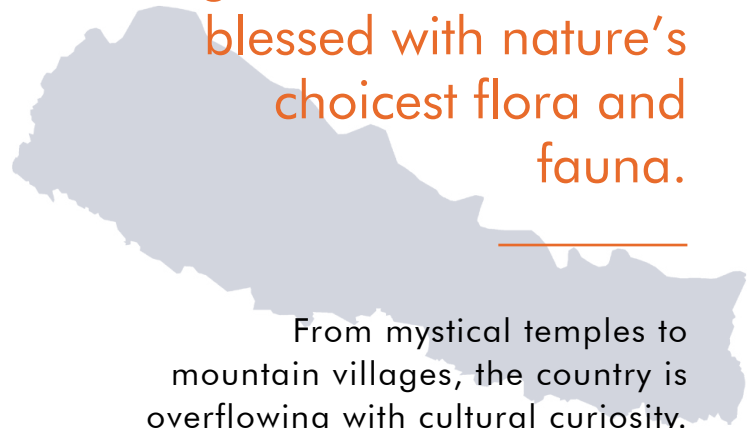 blessed with nature’s
choicest flora and
fauna.
From mystical temples to
mountain villages, the country is
overflowing with cultural curiosity.